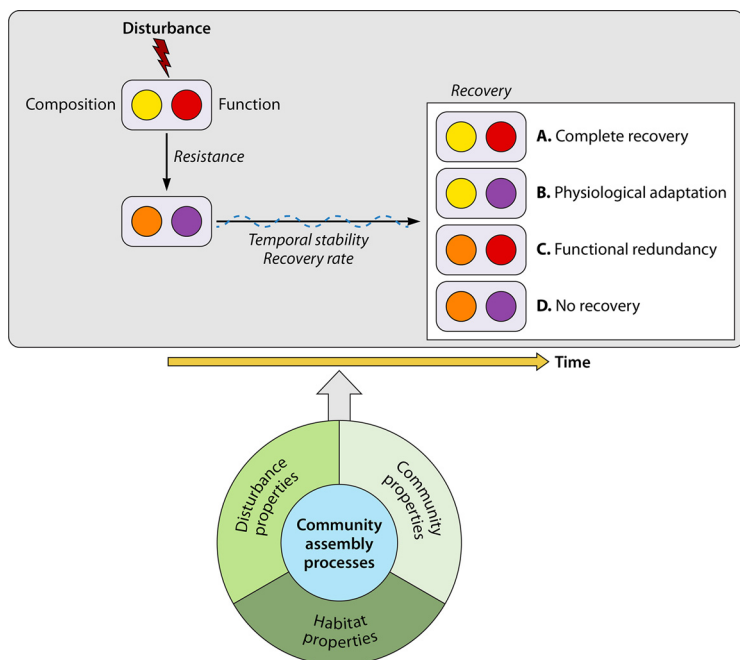 Disturbance
Composition
Function
Resistance
Temporal stability
Recovery rate
Recovery
A. Complete recovery
B. Physiological adaptation
C. Functional redundancy
D. No recovery
Time
Disturbance
properties
Community
properties
Community
assembly
processes
Habitat
properties